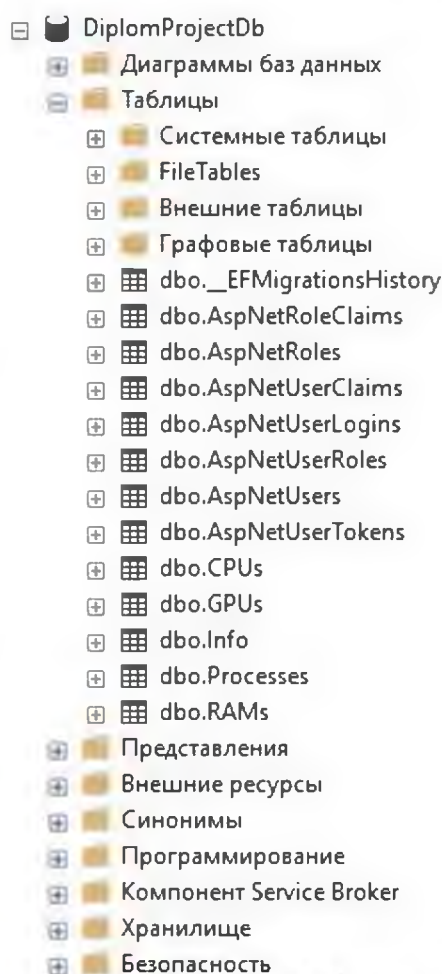 DiplomProjectDb
Диаграммы баз данных
Таблицы
Системные таблицы
FileTables
Внешние таблицы
Графовые таблицы
dbo.__EFMigrationsHistory
dbo.AspNetRoleClaims
dbo.AspNetRoles
dbo.AspNetUserClaims
dbo.AspNetUserLogins
dbo.AspNetUserRoles
dbo.AspNetUsers
dbo.AspNetUserTokens
dbo.CPUs
dbo.GPUs
dbo.Info
dbo.Processes
dbo.RAMs
Представления
Внешние ресурсы
Синонимы
Программирование
Компонент Service Broker
Хранилище
Безопасность